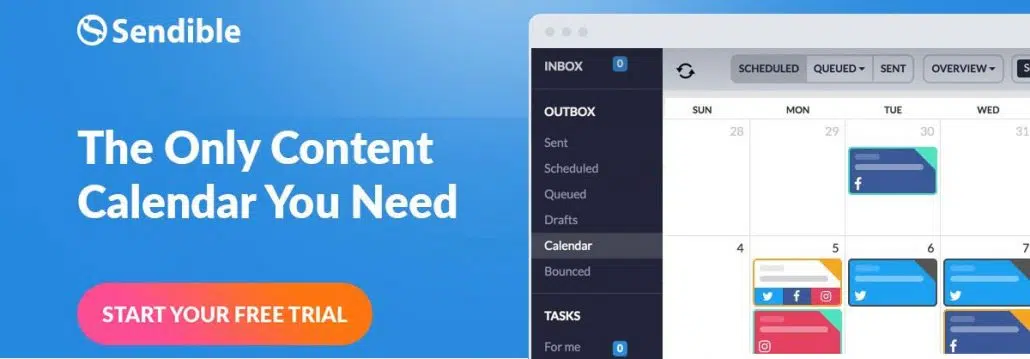 Sendible
The Only Content
Calendar You Need
START YOUR FREE TRIAL
INBOX 0
OUTBOX
Sent
Scheduled
Queued
Drafts
Calendar
Bounced
TASKS
For me 0
SCHEDULED QUEUED SENT OVERVIEW S
SUN MON TUE WED
28 29 30 31
4 5 6 7